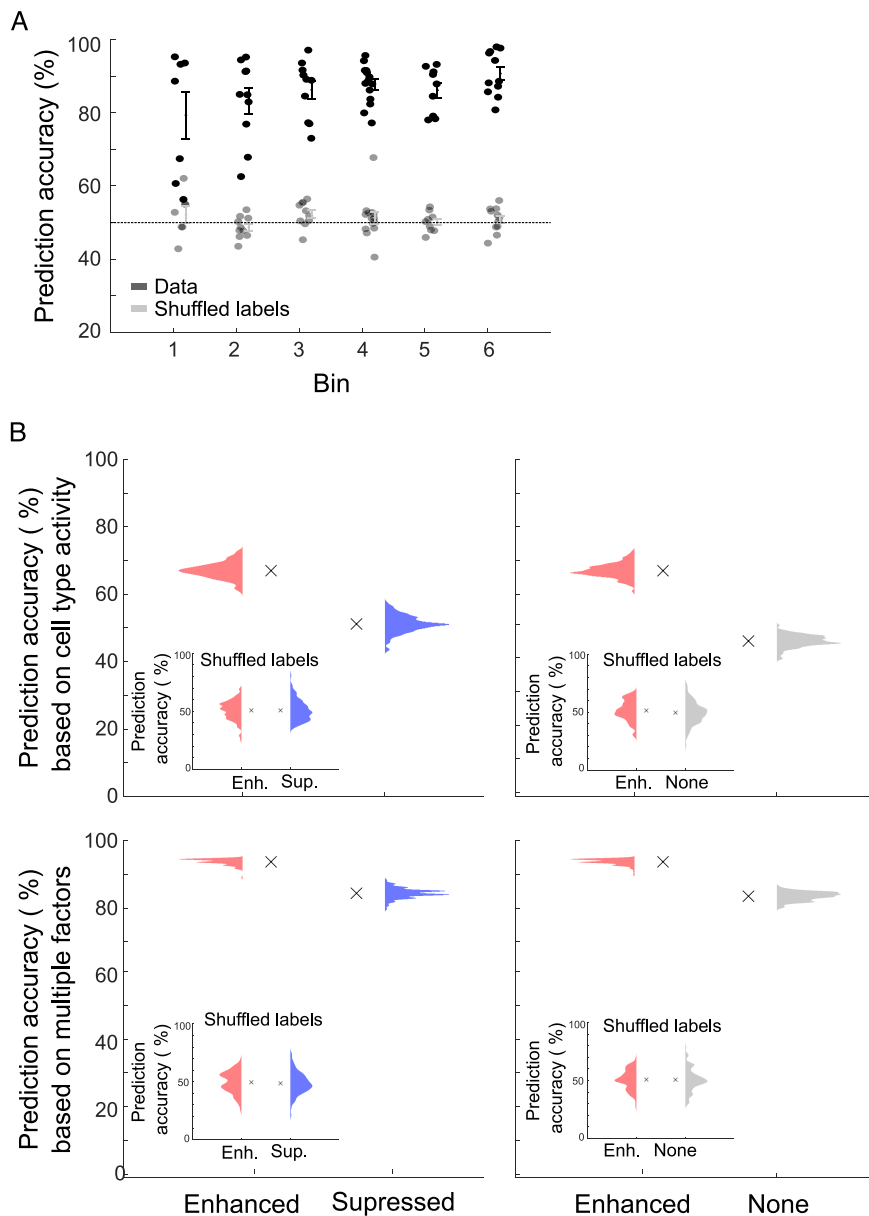 A
Prediction accuracy (%)
100
80
60
40
20
Data
Shuffled labels
1 2 3 4 5 6
Bin
B
Prediction accuracy ( %)
based on cell type activity
100
80
60
40
20
0
Shuffled labels
Prediction
accuracy ( %)
100
50
0
Enh. Sup.
Shuffled labels
Prediction
accuracy ( %)
100
50
0
Enh. None
Prediction accuracy ( %)
based on multiple factors
100
80
60
40
30
20
0
Shuffled labels
Prediction
accuracy ( %)
100
50
0
Enh. Sup.
Shuffled labels
Prediction
accuracy ( %)
100
50
0
Enh. None
Enhanced Supressed
Enhanced None